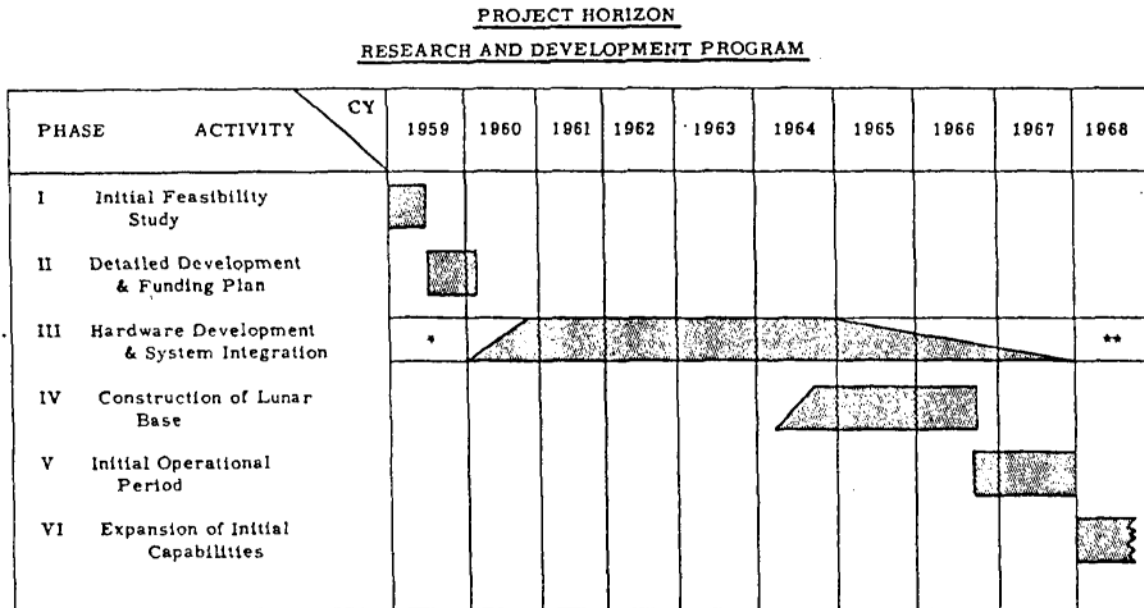 PROJECT HORIZON
RESEARCH AND DEVELOPMENT PROGRAM
PHASE ACTIVITY CY 1959 1960 1961 1962 1963 1964 1965 1966 1967 1968
I Initial Feasibility
Study
II Detailed Development
& Funding Plan
III Hardware Development * **
& System Integration
IV Construction of Lunar
Base
V Initial Operational
Period
VI Expansion of Initial
Capabilities